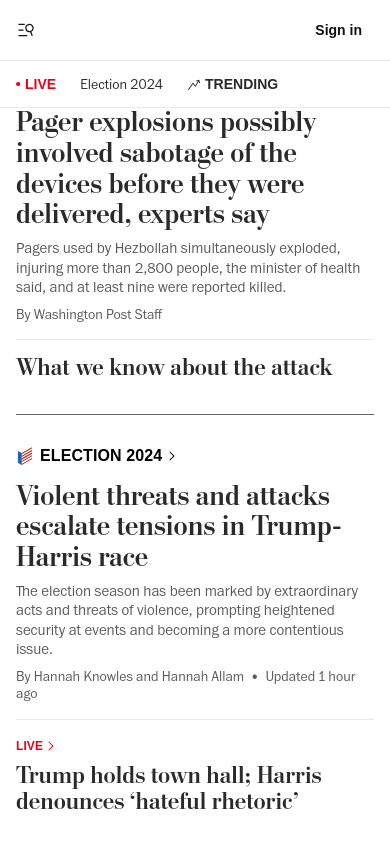 Sign in
LIVE
Election 2024
TRENDING
Pager explosions possibly
involved sabotage of the
devices before they were
delivered, experts say
Pagers used by Hezbollah simultaneously exploded,
injuring more than 2,800 people, the minister of health
said, and at least nine were reported killed.
By Washington Post Staff
What we know about the attack
ELECTION 2024
Violent threats and attacks
escalate tensions in Trump-
Harris race
The election season has been marked by extraordinary
acts and threats of violence, prompting heightened
security at events and becoming a more contentious
issue.
By Hannah Knowles and Hannah Allam • Updated 1 hour
ago
LIVE
Trump holds town hall; Harris
denounces ‘hateful rhetoric’